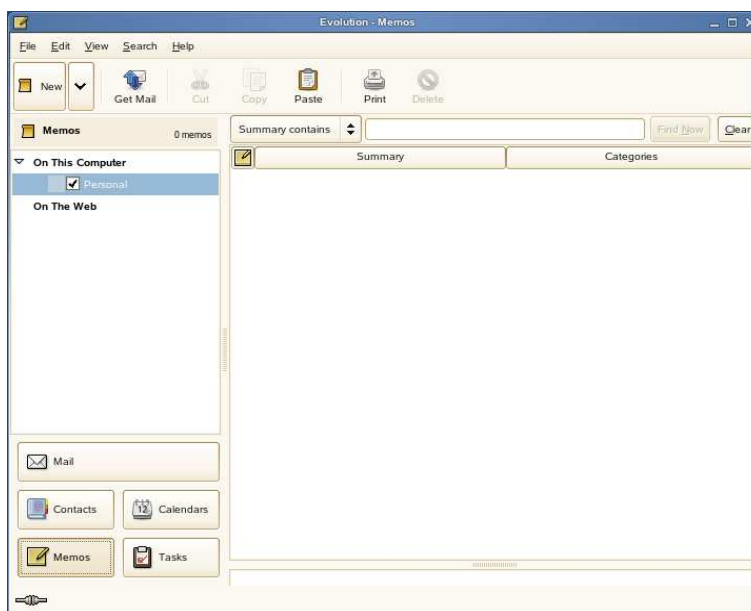 Evolution - Memos
File Edit View Search Help
New Get Mail Cut Copy Paste Print Delete
Memos 0 memos
Summary contains Find Now Clear
On This Computer
Summary Categories
Personal
On The Web
Mail
Contacts 12 Calendars
Memos Tasks